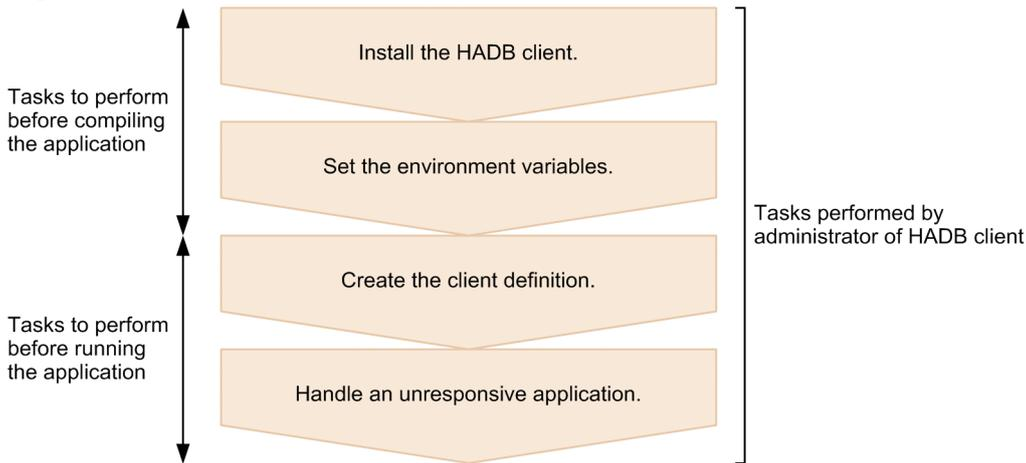 Install the HADB client.
Tasks to perform
before compiling
the application
Set the environment variables.
Tasks performed by
administrator of HADB client
Create the client definition.
Tasks to perform
before running
the application
Handle an unresponsive application.